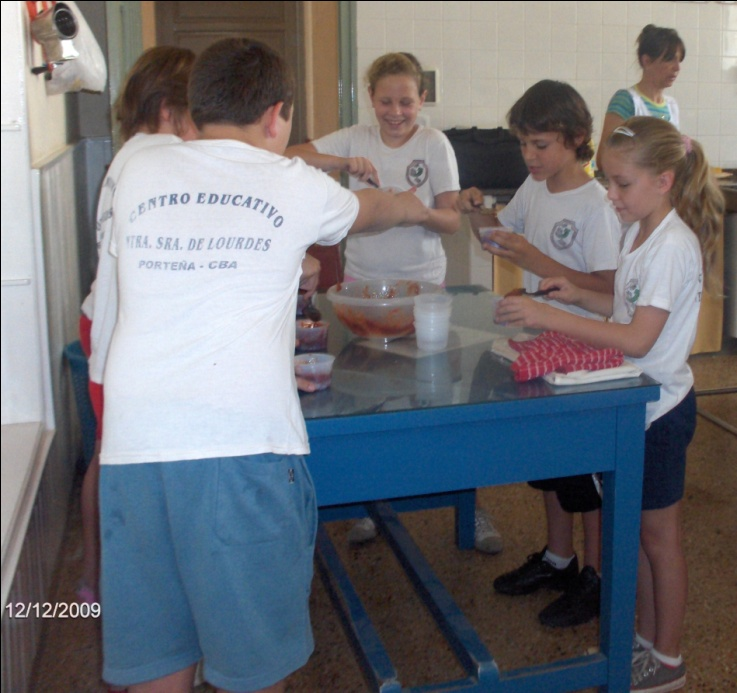 CENTRO EDUCATIVO
NTRA. SRA. DE LOURDES
PORTEÑA - CBA
12/12/2009